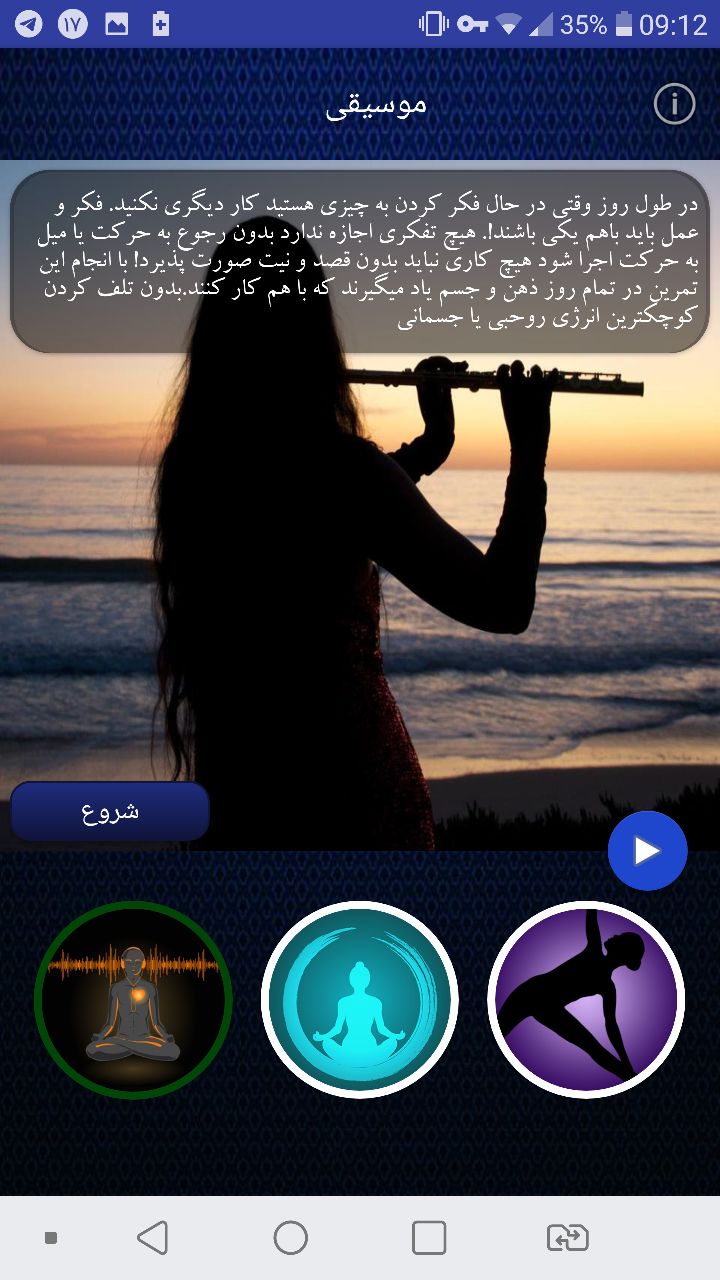 ۱۷ 35% 09:12
موسیقی
در طول روز وقتی در حال فکر کردن به چیزی هستید کار دیگری نکنید. فکر و
عمل باید باهم یکی باشند!. هیچ تفکری اجازه ندارد بدون رجوع به حرکت یا میل
به حرکت اجرا شود هیچ کاری نباید بدون قصد و نیت صورت پذیرد! با انجام این
تمرین در تمام روز ذهن و جسم یاد میگیرند که با هم کار کنند.بدون تلف کردن
کوچکترین انرژی روحیی یا جسمانی
شروع